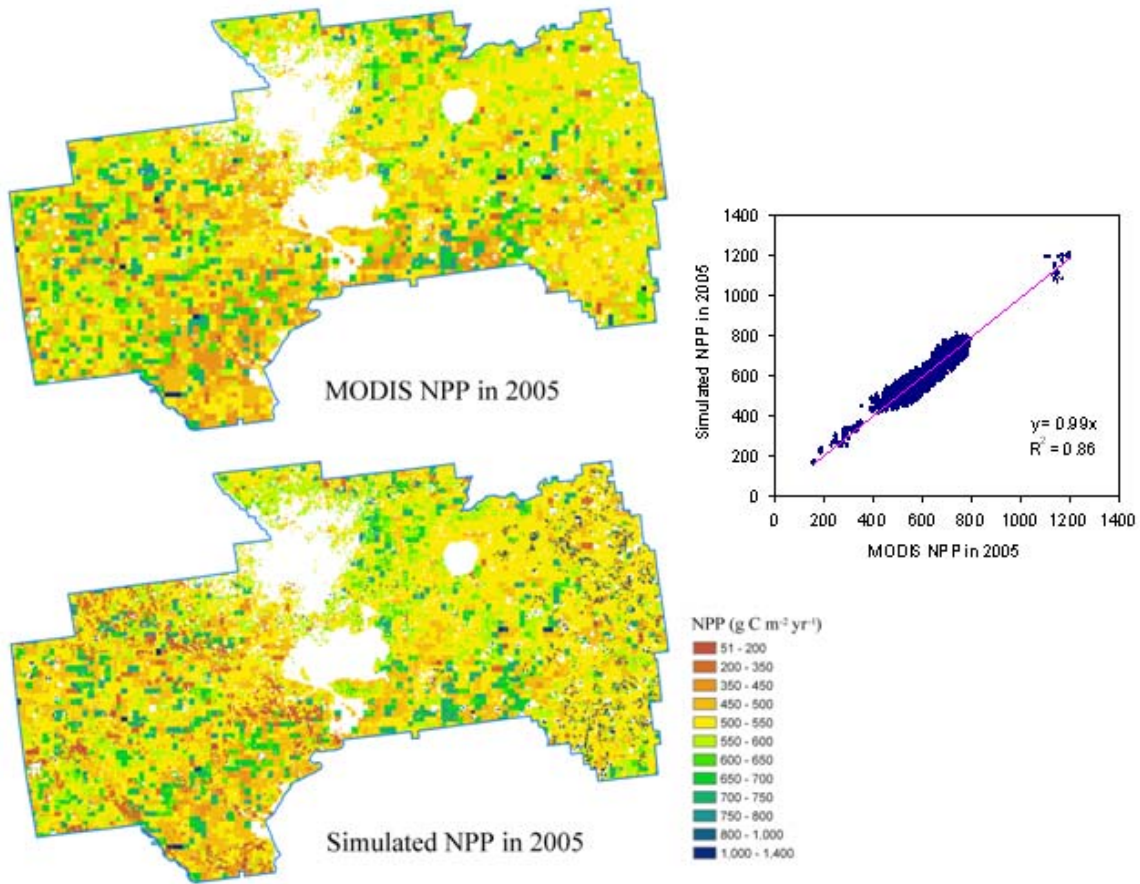 MODIS NPP in 2005
Simulated NPP in 2005
1400
1200
1000
800
600
400
200
0
Simulated NPP in 2005
0 200 400 600 800 1000 1200 1400
MODIS NPP in 2005
y= 0.99x
R² = 0.86
NPP (g C m⁻² yr⁻¹)
51 - 200
200 - 350
350 - 450
450 - 500
500 - 550
550 - 600
600 - 650
650 - 700
700 - 750
750 - 800
800 - 1,000
1,000 - 1,400